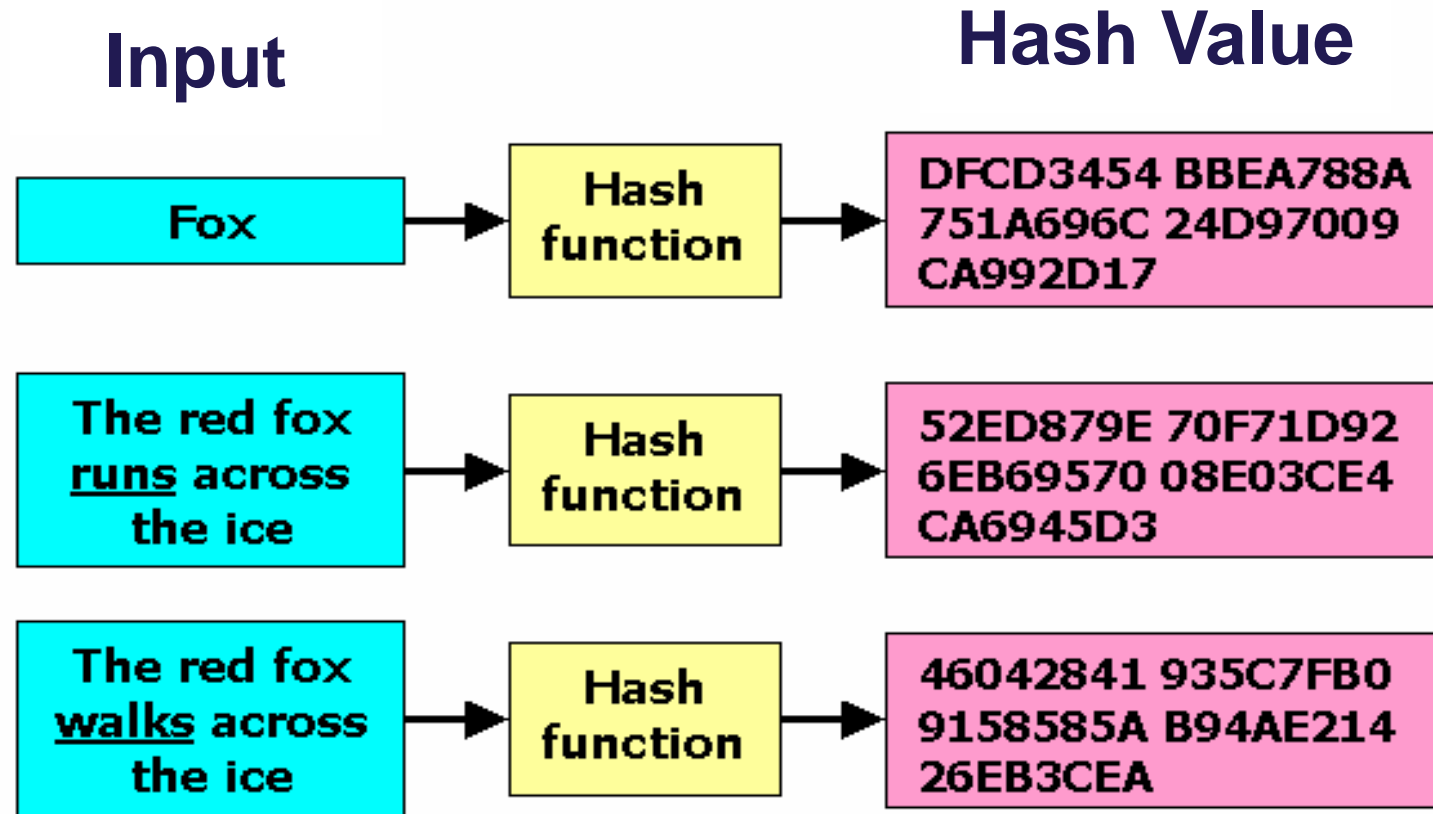 Input
Hash Value
Fox
Hash
function
DFCD3454 BBEA788A
751A696C 24D97009
CA992D17
The red fox
runs across
the ice
Hash
function
52ED879E 70F71D92
6EB69570 08E03CE4
CA6945D3
The red fox
walks across
the ice
Hash
function
46042841 935C7FB0
9158585A B94AE214
26EB3CEA